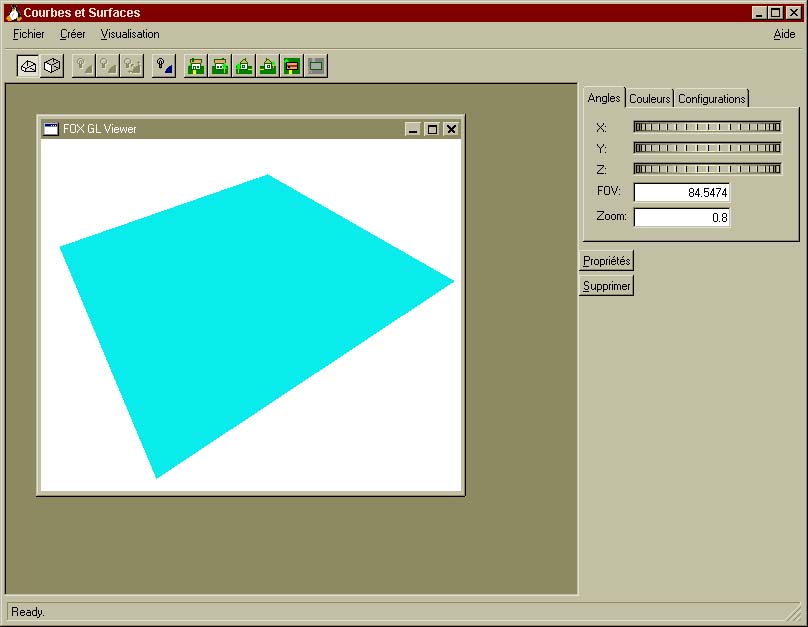 Courbes et Surfaces
Fichier Créer Visualisation Aide
FOX GL Viewer
Angles Couleurs Configurations
X:
Y:
Z:
FOV: 84.5474
Zoom: 0.8
Propriétés
Supprimer
Ready.